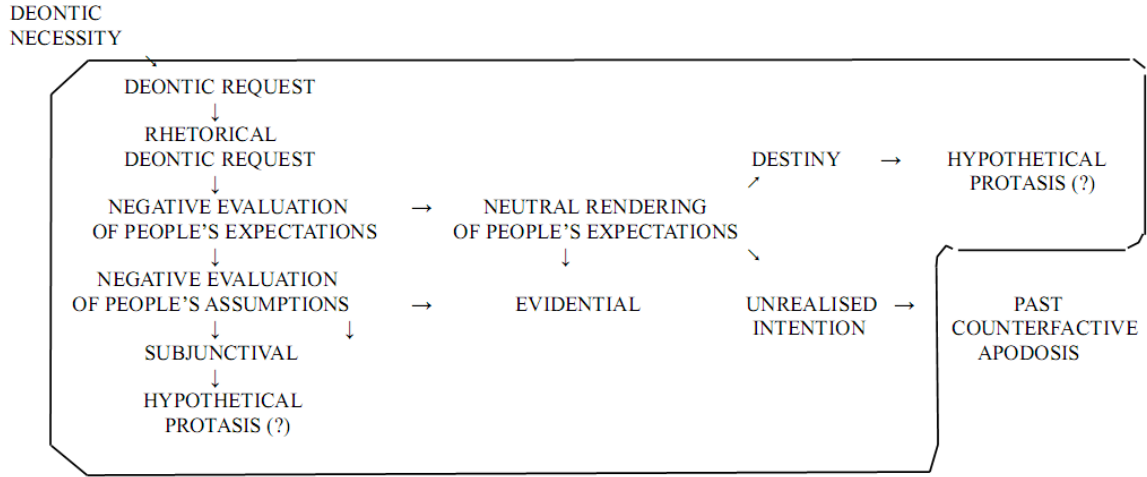 DEONTIC
NECESSITY
↘
DEONTIC REQUEST
↓
RHETORICAL
DEONTIC REQUEST
↓
NEGATIVE EVALUATION
OF PEOPLE'S EXPECTATIONS
→
NEUTRAL RENDERING
OF PEOPLE'S EXPECTATIONS
↗
DESTINY → HYPOTHETICAL
PROTASIS (?)
↓
NEGATIVE EVALUATION
OF PEOPLE'S ASSUMPTIONS
→
↓
EVIDENTIAL
↘
UNREALISED →
INTENTION
PAST
COUNTERFACTIVE
APODOSIS
↓ ↓
SUBJUNCTIVAL
↓
HYPOTHETICAL
PROTASIS (?)